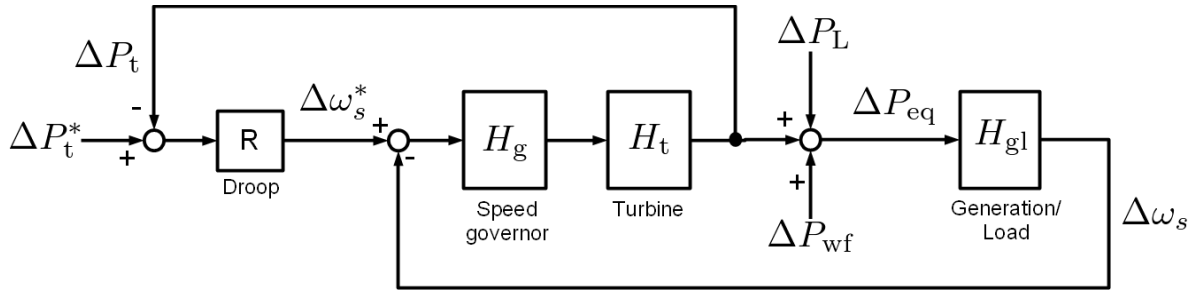 ΔP_t
-
ΔP_t^*
+
R
Droop
Δω_s^*
+
-
H_g
Speed
governor
H_t
Turbine
ΔP_L
+
+
ΔP_wf
ΔP_eq
H_gl
Generation/
Load
Δω_s